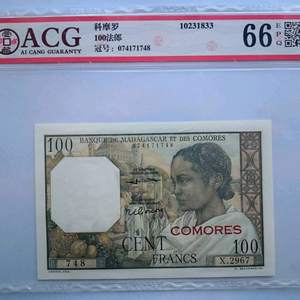 ACG
AI CANG GUARANTY
科摩罗
100法郎
冠号: 074171748
10231833
66
EPQ
100
BANQUE DE MADAGASCAR ET DES COMORES
074171748
COMORES
CENT
FRANCS
100
748
X.2967